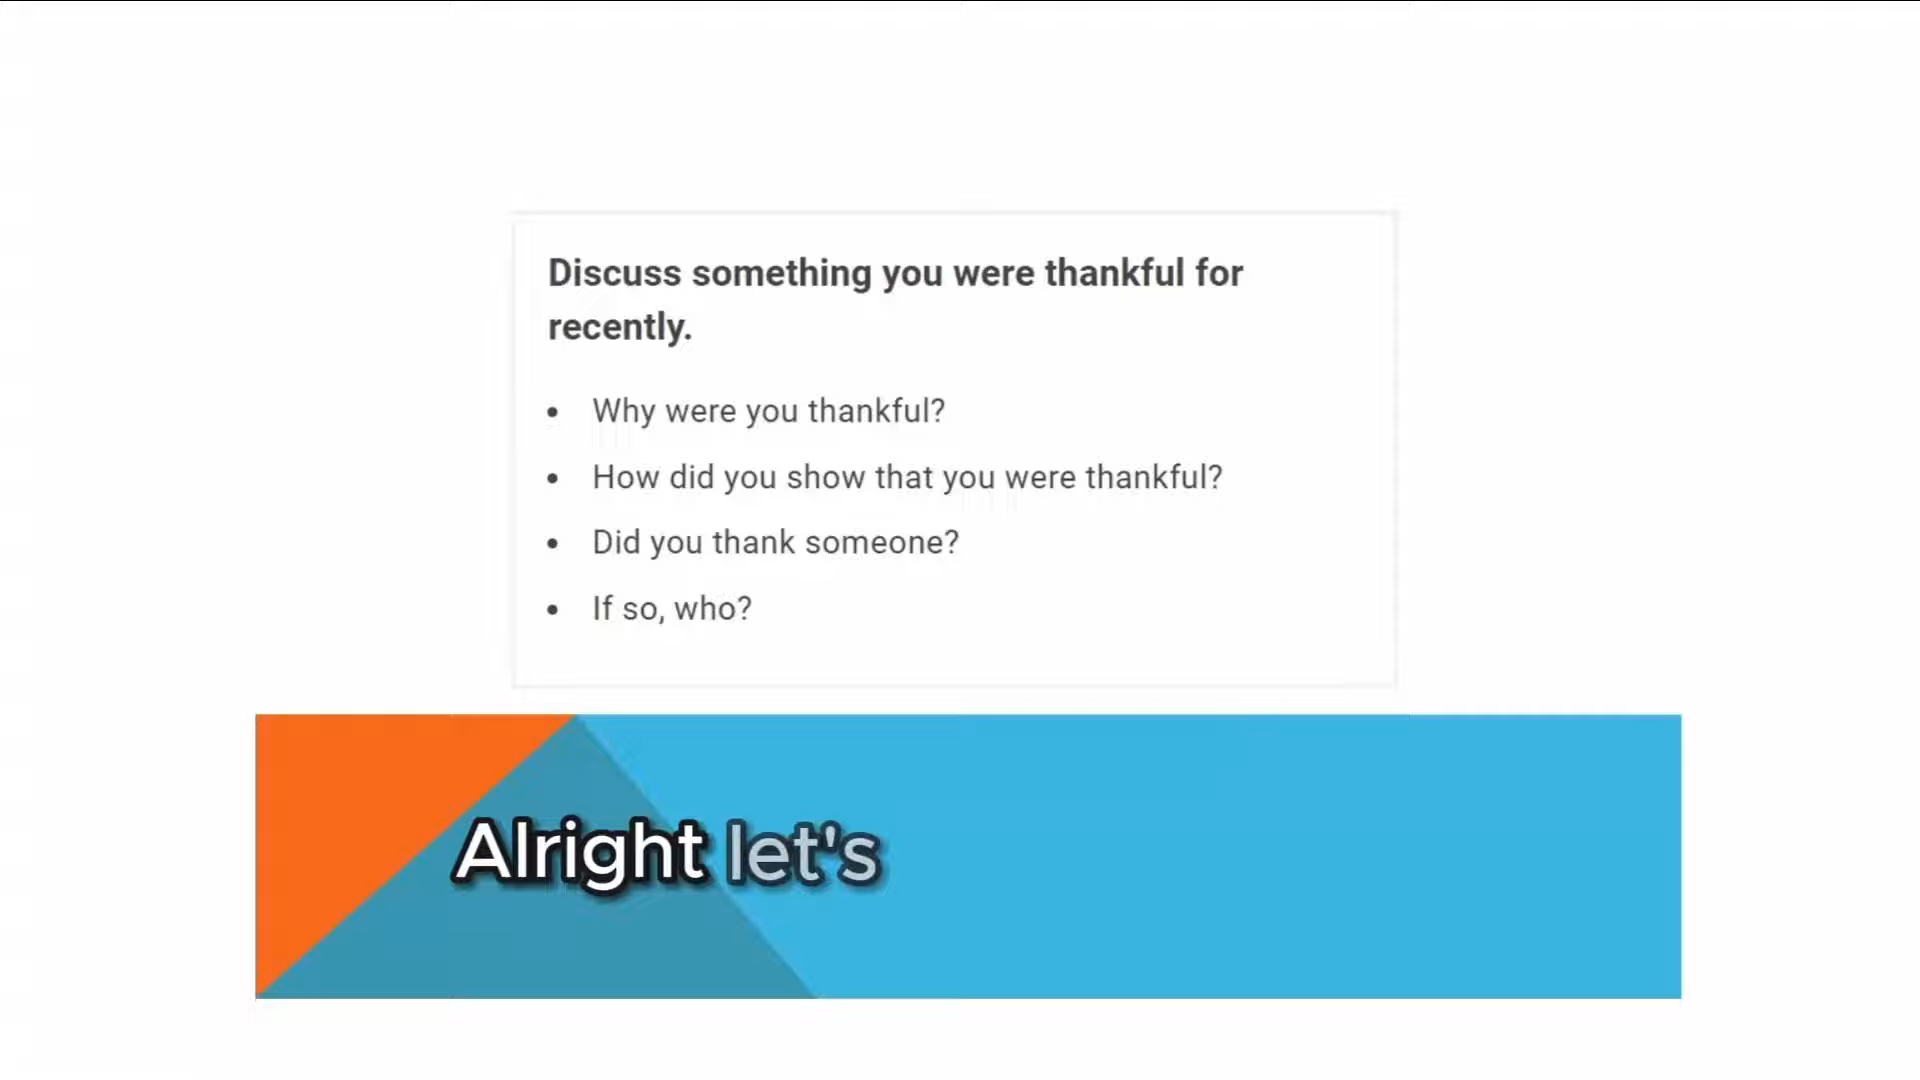 Discuss something you were thankful for
recently.
• Why were you thankful?
• How did you show that you were thankful?
• Did you thank someone?
• If so, who?
Alright let's